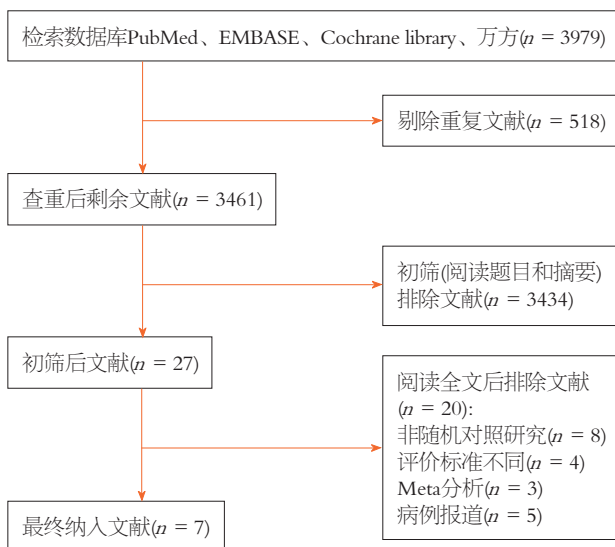 检索数据库PubMed、EMBASE、Cochrane library、万方(n = 3979)
剔除重复文献(n = 518)
查重后剩余文献(n = 3461)
初筛(阅读题目和摘要)
排除文献(n = 3434)
初筛后文献(n = 27)
阅读全文后排除文献
(n = 20):
非随机对照研究(n = 8)
评价标准不同(n = 4)
Meta分析(n = 3)
病例报道(n = 5)
最终纳入文献(n = 7)